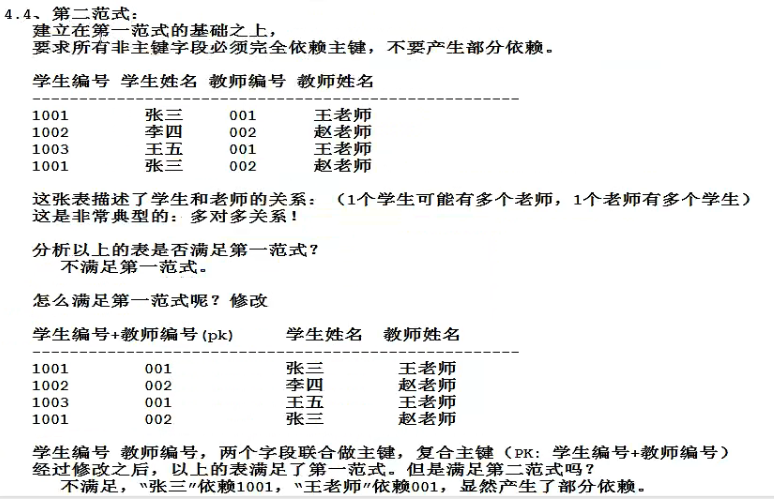 4.4、第二范式：
建立在第一范式的基础之上，
要求所有非主键字段必须完全依赖主键，不要产生部分依赖。
学生编号 学生姓名 教师编号 教师姓名
----------------------------------------------------
1001 张三 001 王老师
1002 李四 002 赵老师
1003 王五 001 王老师
1001 张三 002 赵老师
这张表描述了学生和老师的关系：（1个学生可能有多个老师，1个老师有多个学生）
这是非常典型的：多对多关系！
分析以上的表是否满足第一范式？
不满足第一范式。
怎么满足第一范式呢？修改
学生编号+教师编号(pk) 学生姓名 教师姓名
----------------------------------------------------
1001 001 张三 王老师
1002 002 李四 赵老师
1003 001 王五 王老师
1001 002 张三 赵老师
学生编号 教师编号，两个字段联合做主键，复合主键（PK: 学生编号+教师编号）
经过修改之后，以上的表满足了第一范式。但是满足第二范式吗？
不满足，“张三”依赖1001，“王老师”依赖001，显然产生了部分依赖。